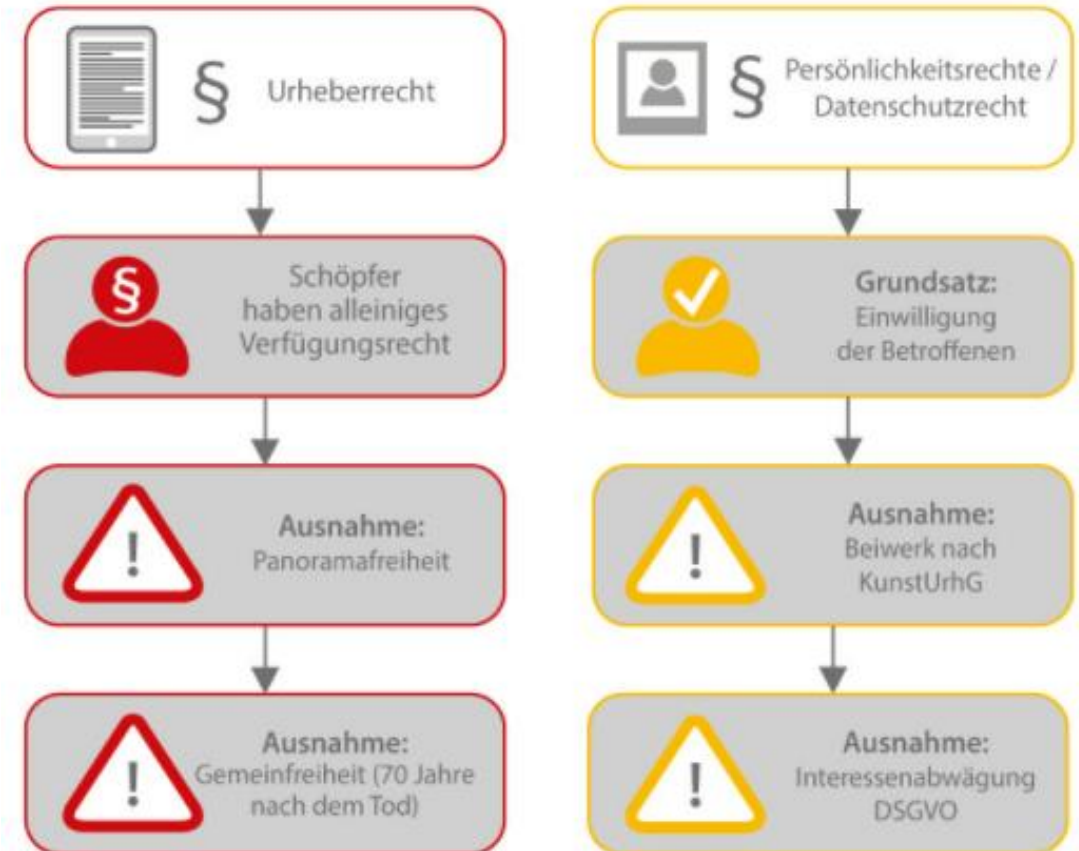 § Urheberrecht
§
Schöpfer
haben alleiniges
Verfügungsrecht
!
Ausnahme:
Panoramafreiheit
!
Ausnahme:
Gemeinfreiheit (70 Jahre
nach dem Tod)
§ Persönlichkeitsrechte /
Datenschutzrecht
Grundsatz:
Einwilligung
der Betroffenen
!
Ausnahme:
Beiwerk nach
KunstUrhG
!
Ausnahme:
Interessenabwägung
DSGVO